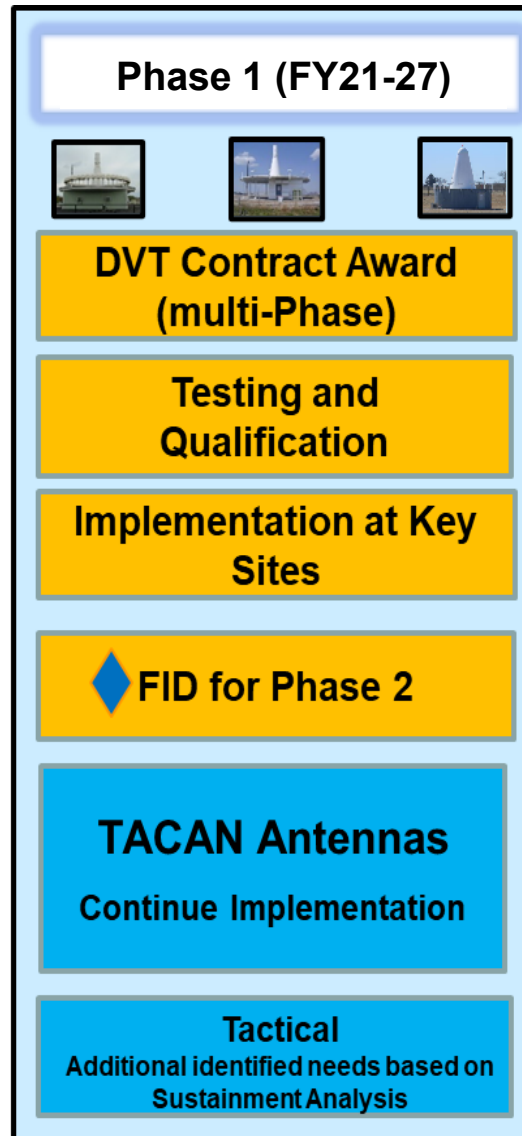 Phase 1 (FY21-27)
DVT Contract Award
(multi-Phase)
Testing and
Qualification
Implementation at Key
Sites
FID for Phase 2
TACAN Antennas
Continue Implementation
Tactical
Additional identified needs based on
Sustainment Analysis